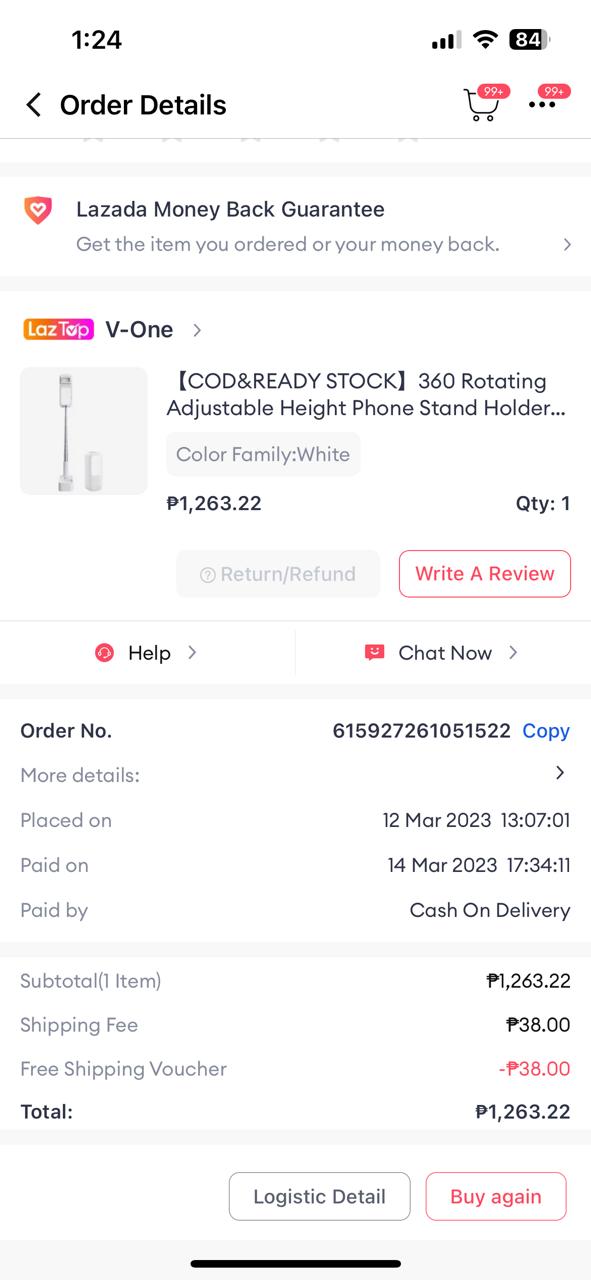 1:24
84
Order Details
99+
99+
Lazada Money Back Guarantee
Get the item you ordered or your money back.
LazTop V-One
【COD&READY STOCK】360 Rotating
Adjustable Height Phone Stand Holder...
Color Family:White
₱1,263.22 Qty: 1
Return/Refund Write A Review
Help Chat Now
Order No. 615927261051522 Copy
More details:
Placed on 12 Mar 2023 13:07:01
Paid on 14 Mar 2023 17:34:11
Paid by Cash On Delivery
Subtotal(1 Item) ₱1,263.22
Shipping Fee ₱38.00
Free Shipping Voucher -₱38.00
Total: ₱1,263.22
Logistic Detail Buy again